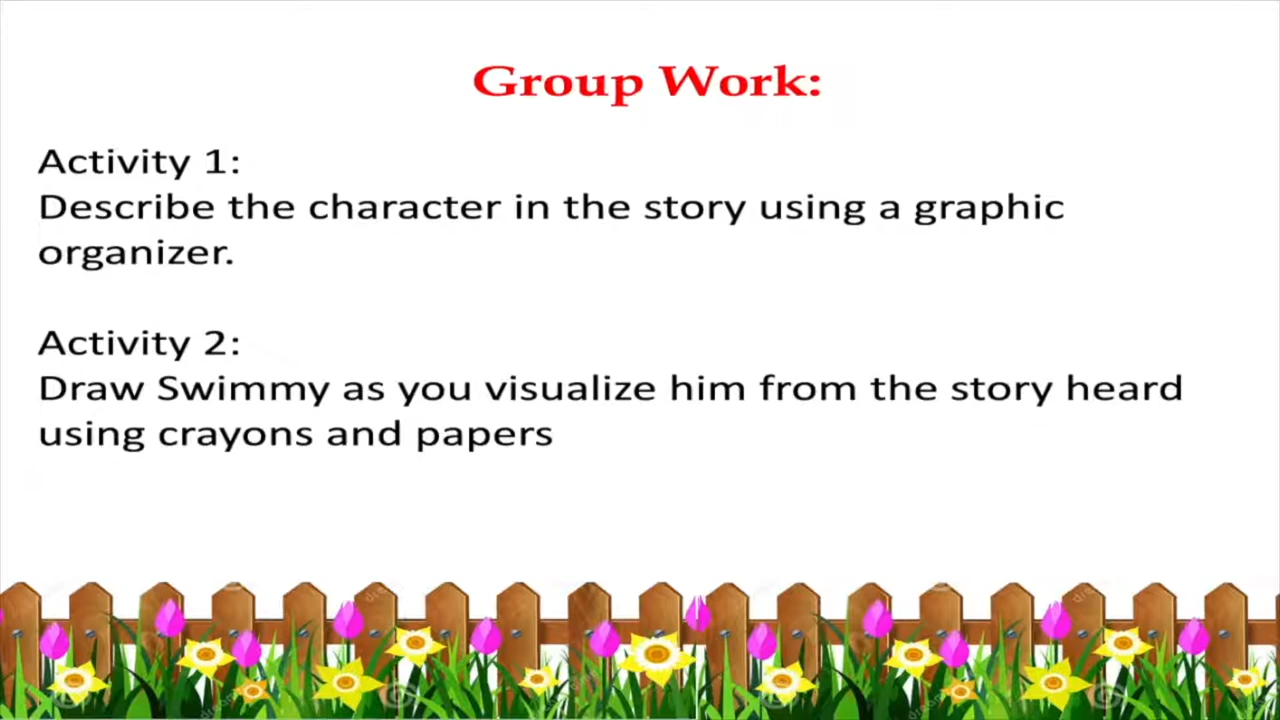 Group Work:
Activity 1:
Describe the character in the story using a graphic
organizer.
Activity 2:
Draw Swimmy as you visualize him from the story heard
using crayons and papers